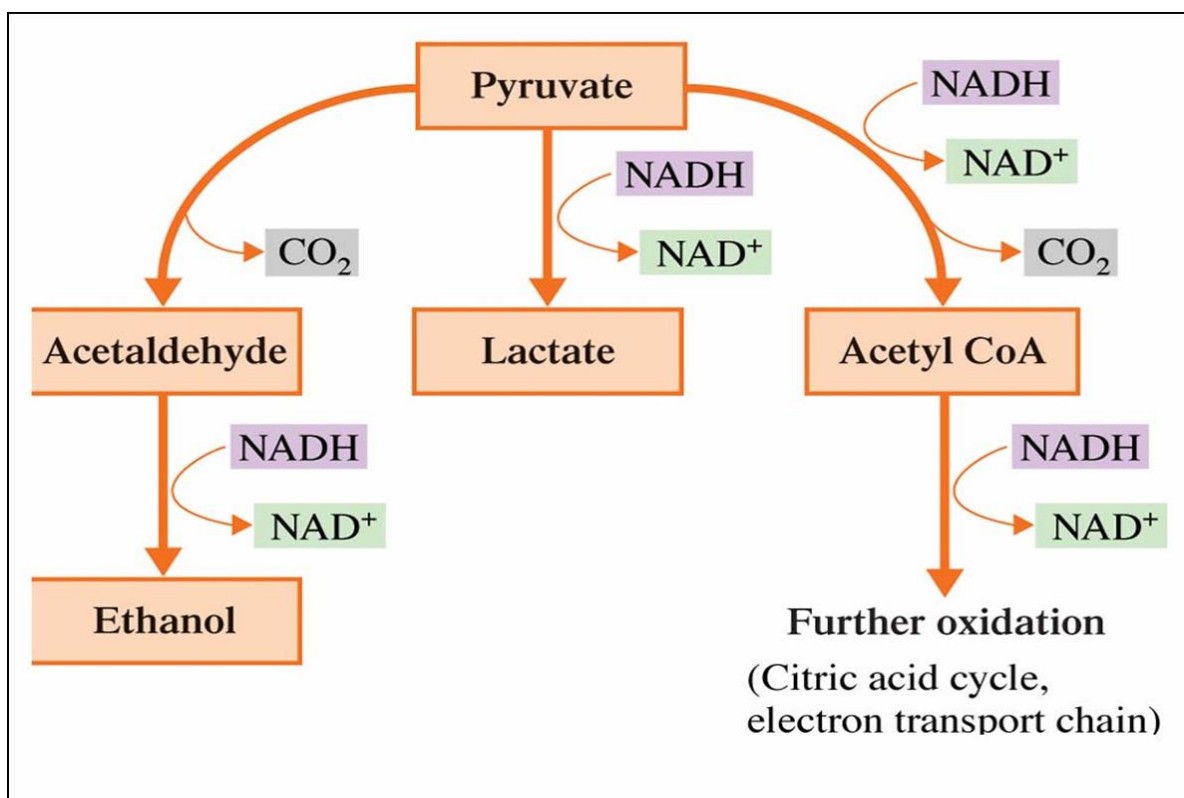 Pyruvate
NADH
NAD⁺
NADH
NAD⁺
CO₂
CO₂
Acetaldehyde
Lactate
Acetyl CoA
NADH
NAD⁺
NADH
NAD⁺
Ethanol
Further oxidation
(Citric acid cycle,
electron transport chain)